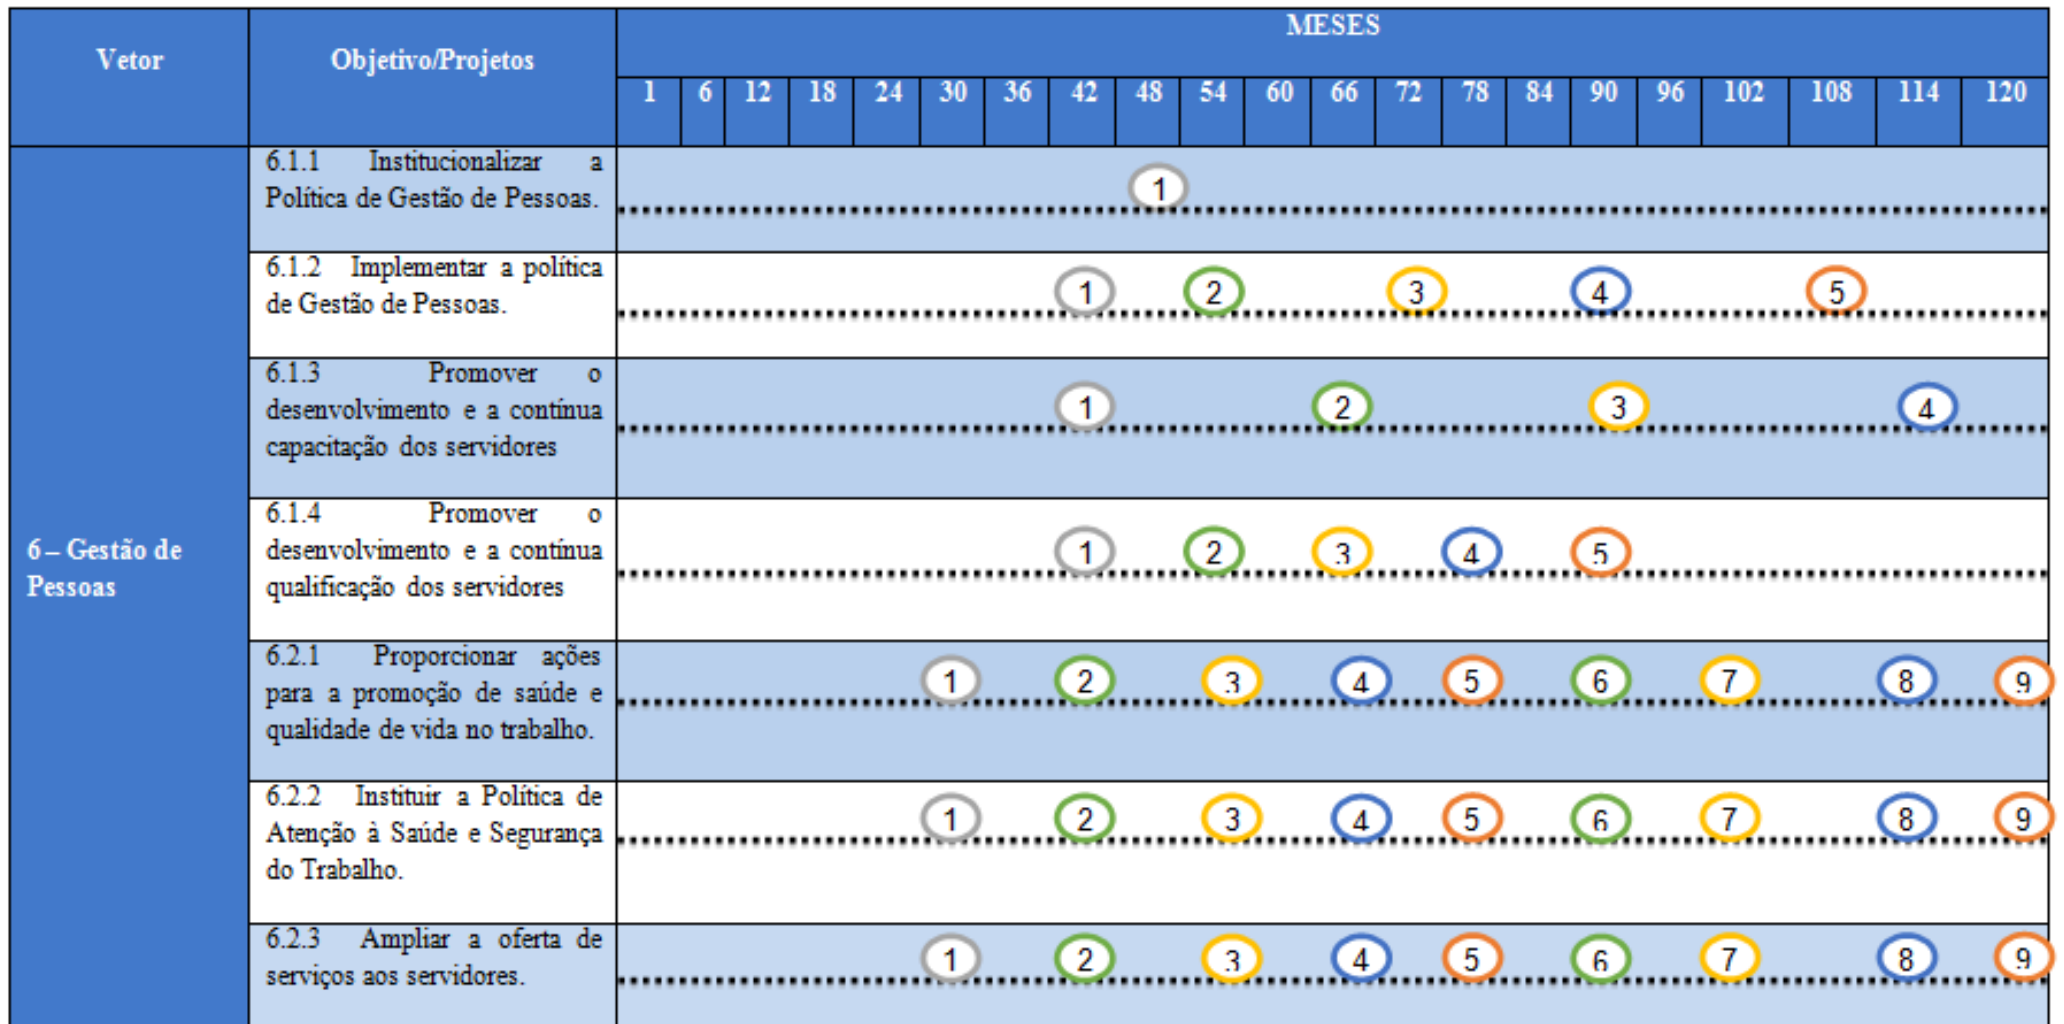 Vetor
Objetivo/Projetos
MESES
1 6 12 18 24 30 36 42 48 54 60 66 72 78 84 90 96 102 108 114 120
6 – Gestão de
Pessoas
6.1.1 Institucionalizar a
Política de Gestão de Pessoas.
1
6.1.2 Implementar a política
de Gestão de Pessoas.
1 2 3 4 5
6.1.3 Promover o
desenvolvimento e a contínua
capacitação dos servidores
1 2 3 4
6.1.4 Promover o
desenvolvimento e a contínua
qualificação dos servidores
1 2 3 4 5
6.2.1 Proporcionar ações
para a promoção de saúde e
qualidade de vida no trabalho.
1 2 3 4 5 6 7 8 9
6.2.2 Instituir a Política de
Atenção à Saúde e Segurança
do Trabalho.
1 2 3 4 5 6 7 8 9
6.2.3 Ampliar a oferta de
serviços aos servidores.
1 2 3 4 5 6 7 8 9